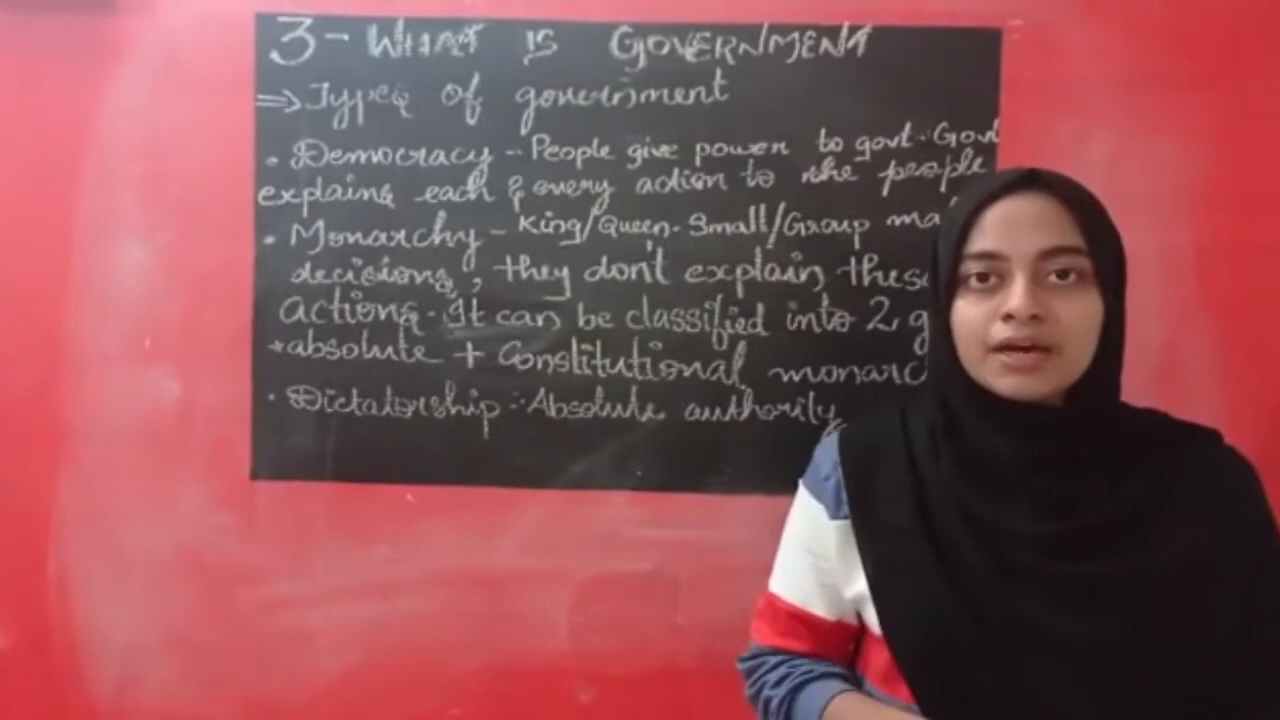 3 - WHAT IS GOVERNMENT
⇒ Types of government
• Democracy - People give power to govt. Govt
explains each & every action to the people
• Monarchy - King/Queen. Small/Group
decisions, they don't explain these
actions. It can be classified into 2
* absolute + Constitutional
• Dictatorship :- Absolute authority